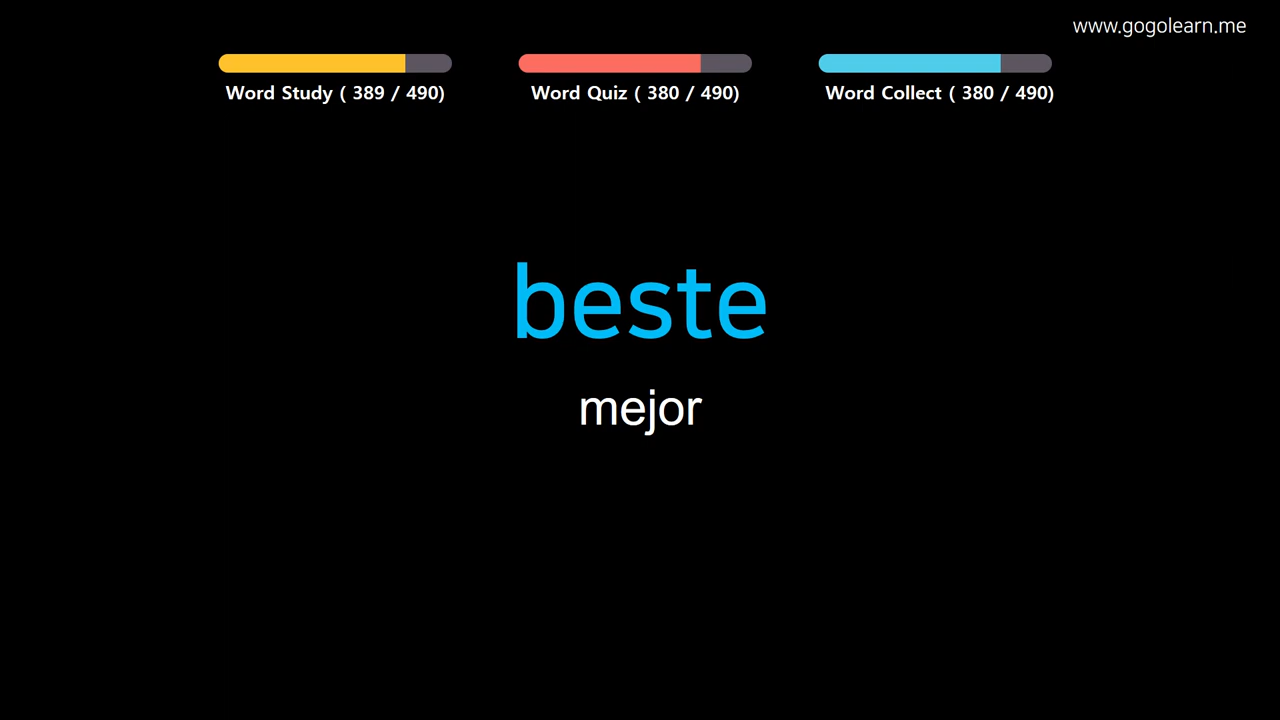 www.gogolearn.me
Word Study ( 389 / 490)
Word Quiz ( 380 / 490)
Word Collect ( 380 / 490)
beste
mejor